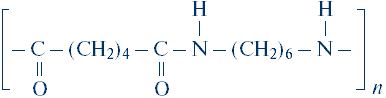 H H
– C – (CH₂)₄ – C – N – (CH₂)₆ – N –
O O n